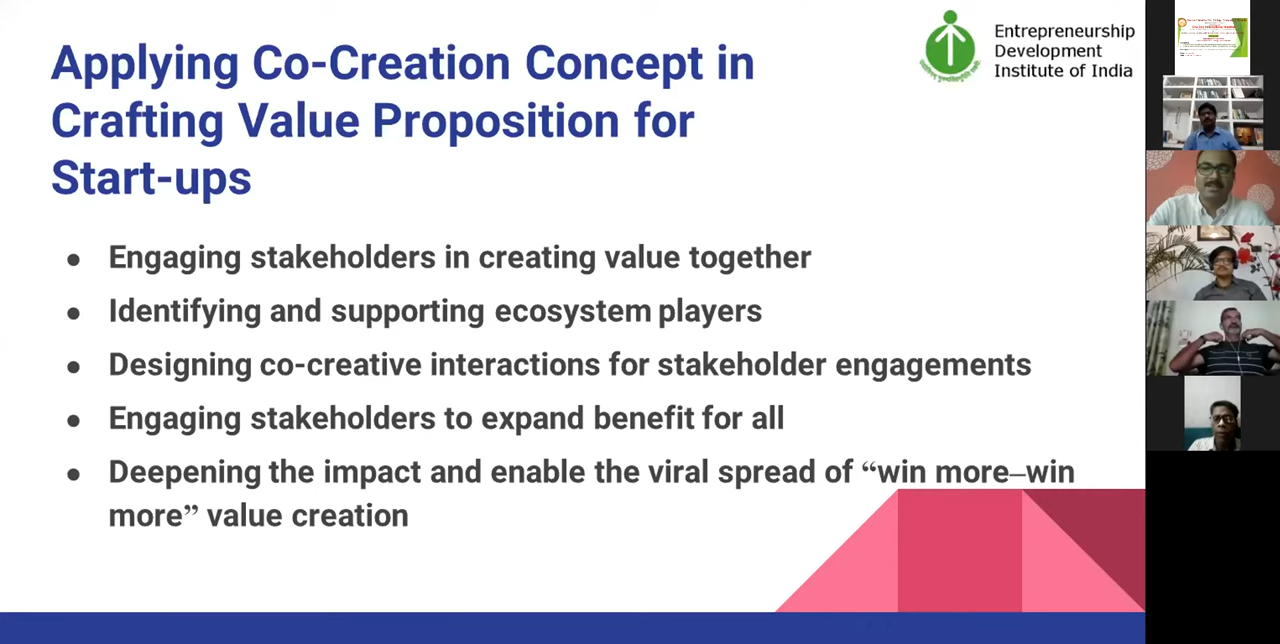 Applying Co-Creation Concept in
Crafting Value Proposition for
Start-ups
Entrepreneurship
Development
Institute of India
● Engaging stakeholders in creating value together
● Identifying and supporting ecosystem players
● Designing co-creative interactions for stakeholder engagements
● Engaging stakeholders to expand benefit for all
● Deepening the impact and enable the viral spread of “win more–win
more” value creation